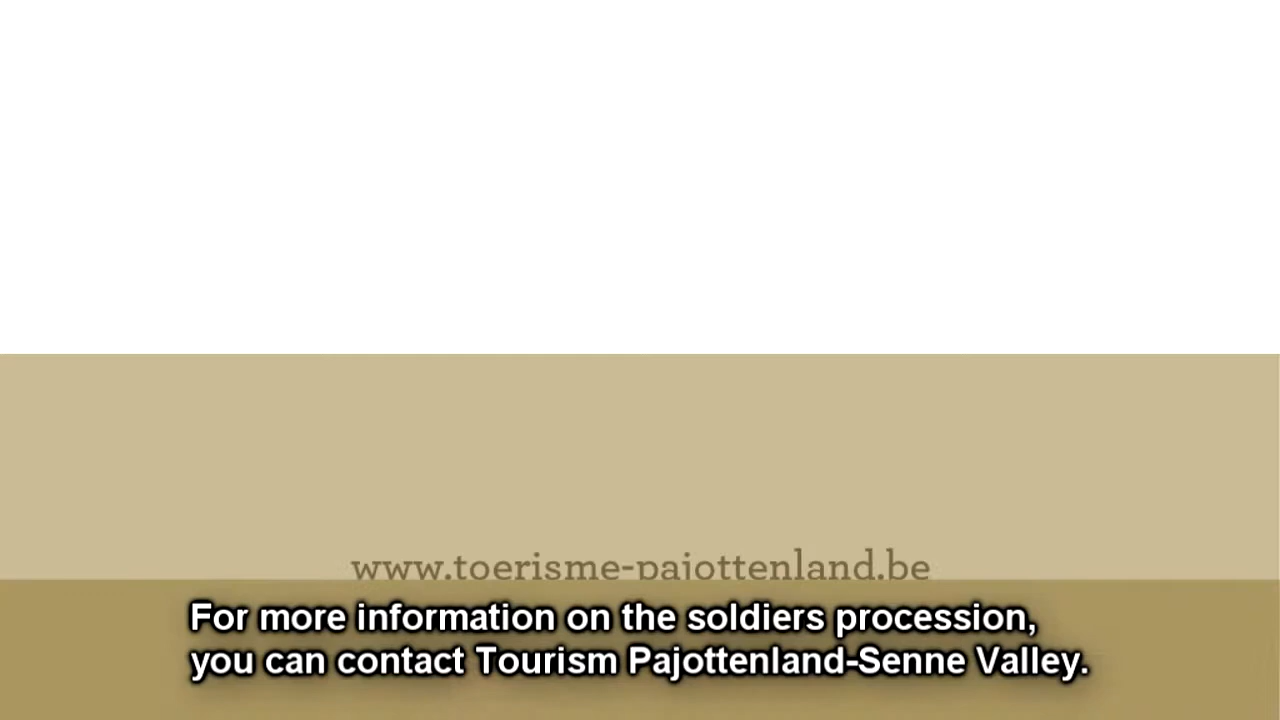 www.toerisme-pajottenland.be
For more information on the soldiers procession,
you can contact Tourism Pajottenland-Senne Valley.